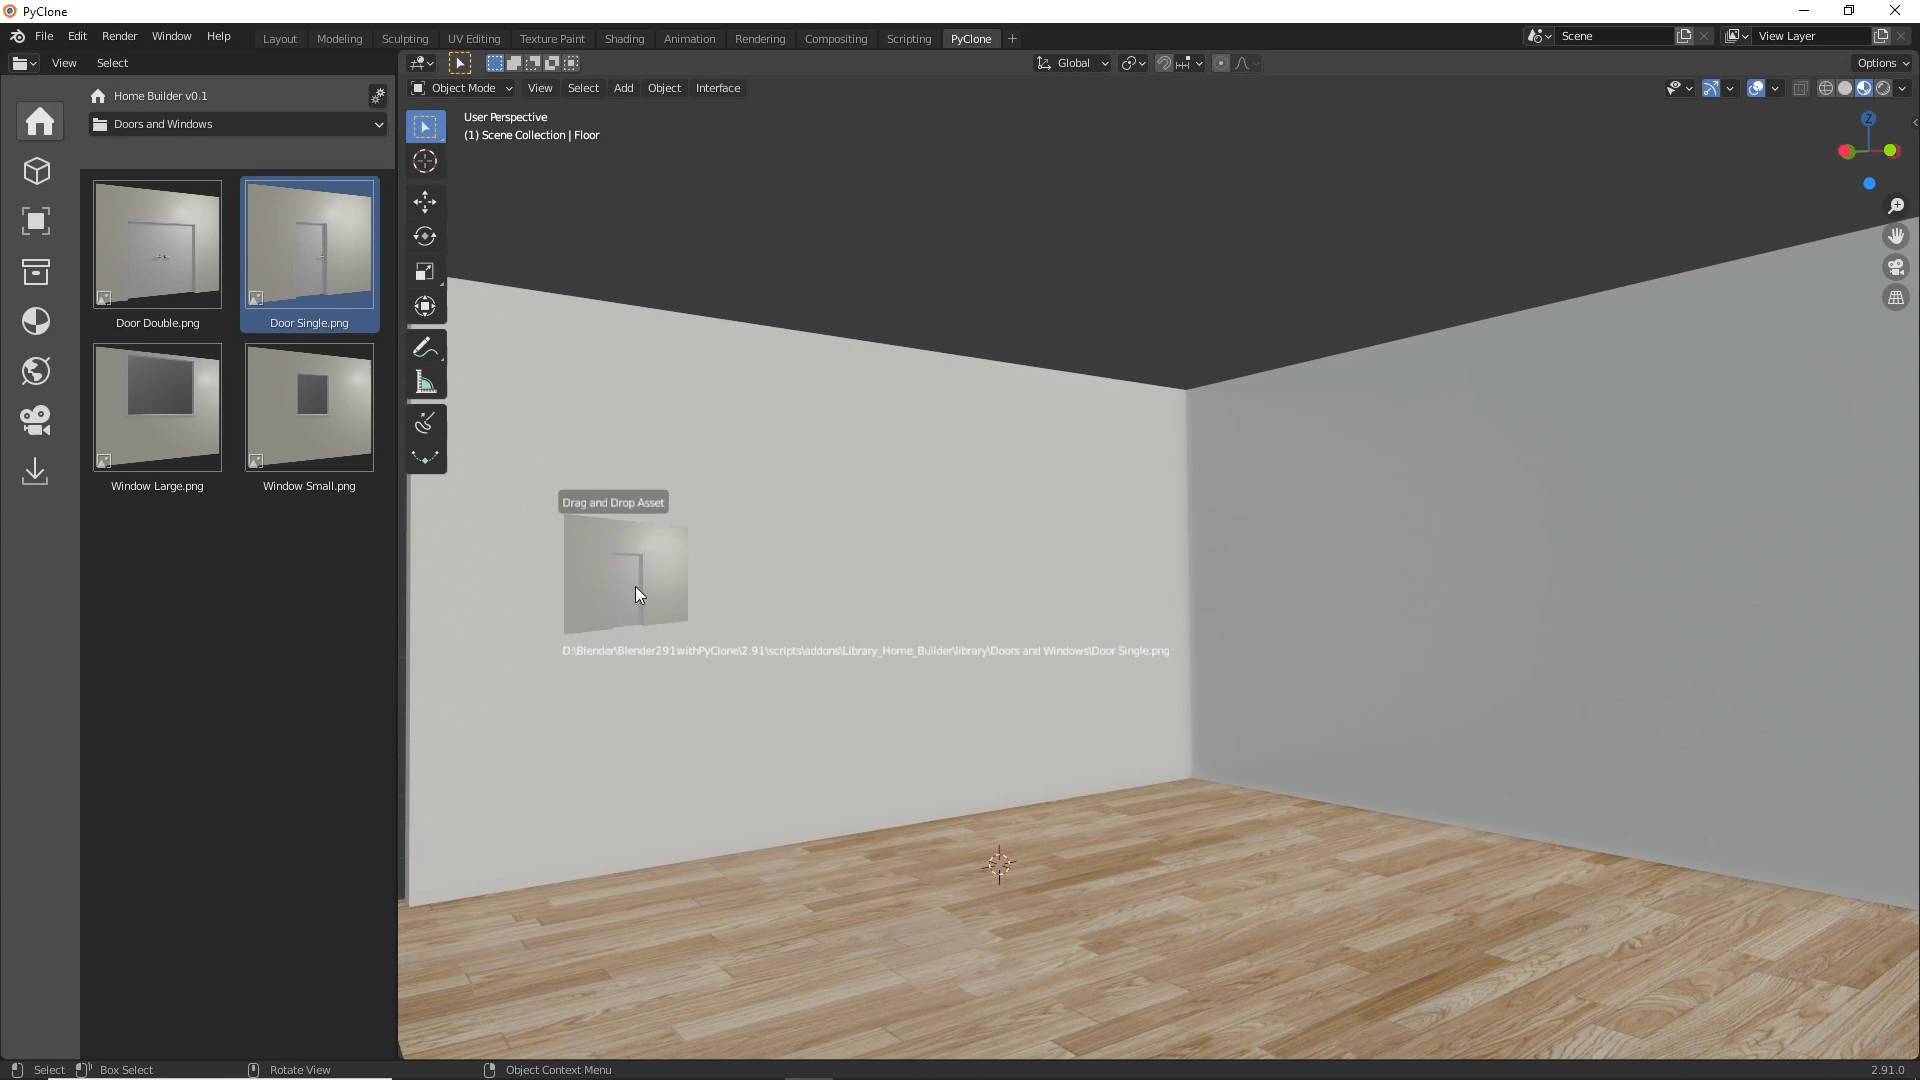 PyClone
File Edit Render Window Help
Layout Modeling Sculpting UV Editing Texture Paint Shading Animation Rendering Compositing Scripting PyClone +
Scene
View Layer
View Select
Global
Options
Home Builder v0.1
Object Mode View Select Add Object Interface
Doors and Windows
User Perspective
(1) Scene Collection | Floor
Z
Door Double.png
Door Single.png
Window Large.png
Window Small.png
Drag and Drop Asset
D:\Blender\Blender291withPyClone\2.91\scripts\addons\Library_Home_Builder\library\Doors and Windows\Door Single.png
Select Box Select Rotate View Object Context Menu 2.91.0